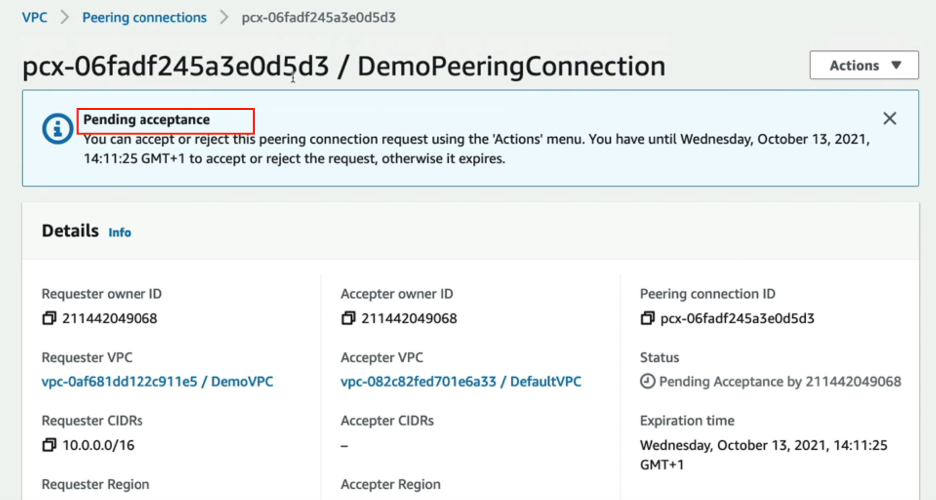 VPC > Peering connections > pcx-06fadf245a3e0d5d3
pcx-06fadf245a3e0d5d3 / DemoPeeringConnection
Actions ▼
Pending acceptance
You can accept or reject this peering connection request using the 'Actions' menu. You have until Wednesday, October 13, 2021,
14:11:25 GMT+1 to accept or reject the request, otherwise it expires.
Details Info
Requester owner ID
211442049068
Accepter owner ID
211442049068
Peering connection ID
pcx-06fadf245a3e0d5d3
Requester VPC
vpc-0af681dd122c911e5 / DemoVPC
Accepter VPC
vpc-082c82fed701e6a33 / DefaultVPC
Status
Pending Acceptance by 211442049068
Requester CIDRs
10.0.0.0/16
Accepter CIDRs
–
Expiration time
Wednesday, October 13, 2021, 14:11:25
GMT+1
Requester Region
Accepter Region